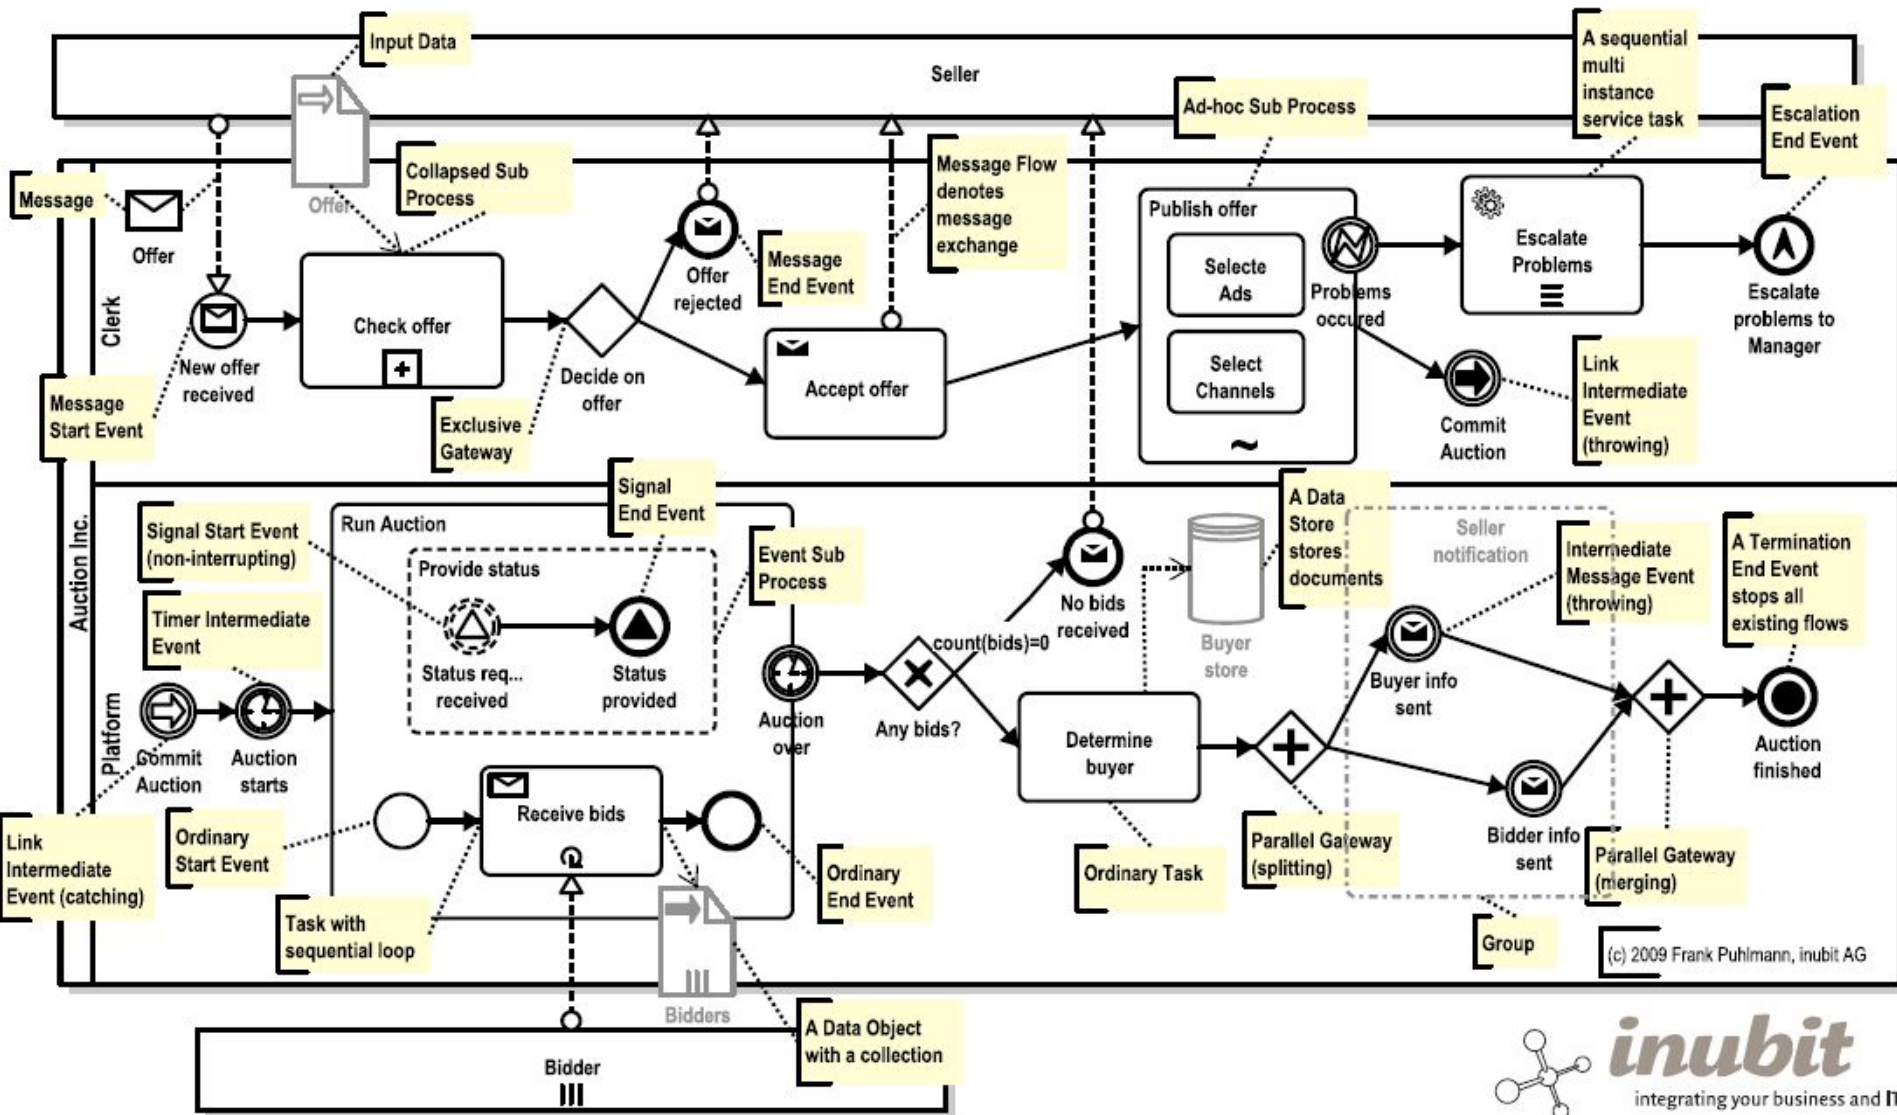 Input Data
Seller
A sequential
multi
instance
service task
Ad-hoc Sub Process
Escalation
End Event
Message
Offer
Offer
Collapsed Sub
Process
Message Flow
denotes
message
exchange
Clerk
New offer
received
Message
Start Event
Check offer
Exclusive
Gateway
Decide on
offer
Offer
rejected
Message
End Event
Accept offer
Publish offer
Selecte
Ads
Select
Channels
~
Problems
occured
Escalate
Problems
Escalate
problems to
Manager
Commit
Auction
Link
Intermediate
Event
(throwing)
Auction Inc.
Platform
Signal Start Event
(non-interrupting)
Timer Intermediate
Event
Commit
Auction
Auction
starts
Link
Intermediate
Event (catching)
Ordinary
Start Event
Run Auction
Signal
End Event
Provide status
Event Sub
Process
Status req...
received
Status
provided
Receive bids
Task with
sequential loop
Auction
over
Ordinary
End Event
Bidders
A Data Object
with a collection
Bidder
Any bids?
count(bids)=0
No bids
received
Determine
buyer
Ordinary Task
Buyer
store
A Data
Store
stores
documents
Seller
notification
Intermediate
Message Event
(throwing)
Buyer info
sent
Bidder info
sent
Parallel Gateway
(splitting)
Parallel Gateway
(merging)
Group
A Termination
End Event
stops all
existing flows
Auction
finished
(c) 2009 Frank Puhlmann, inubit AG
inubit
integrating your business and IT